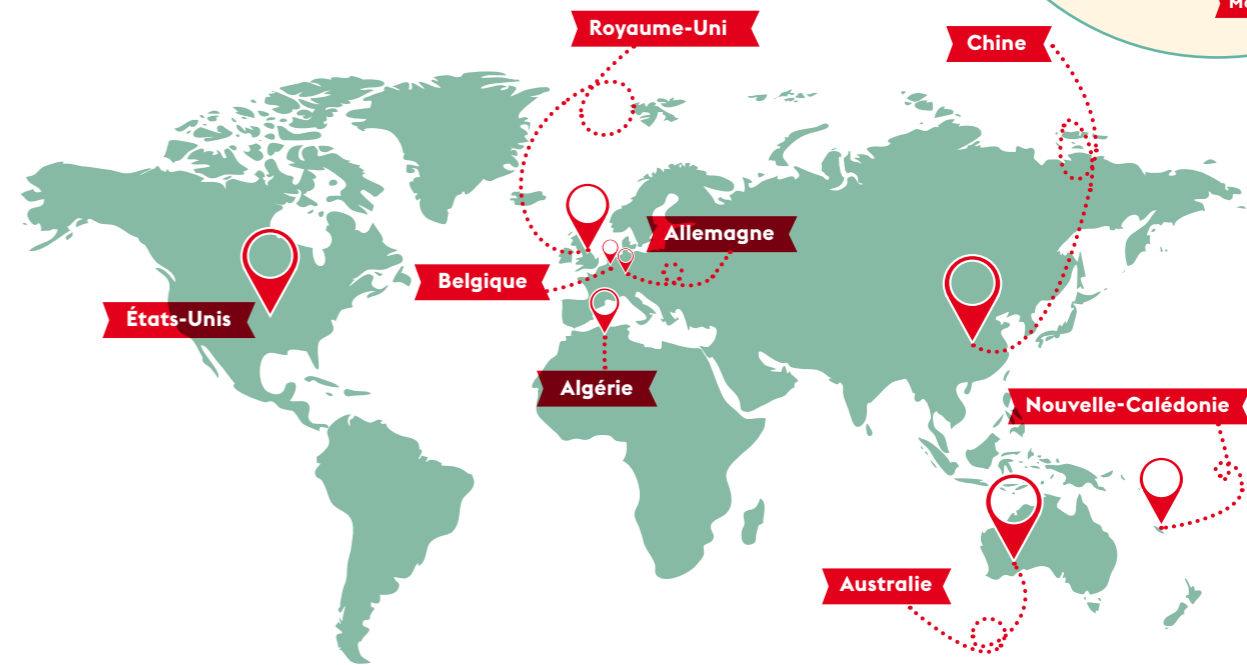 Royaume-Uni
Chine
Allemagne
Belgique
États-Unis
Algérie
Nouvelle-Calédonie
Australie